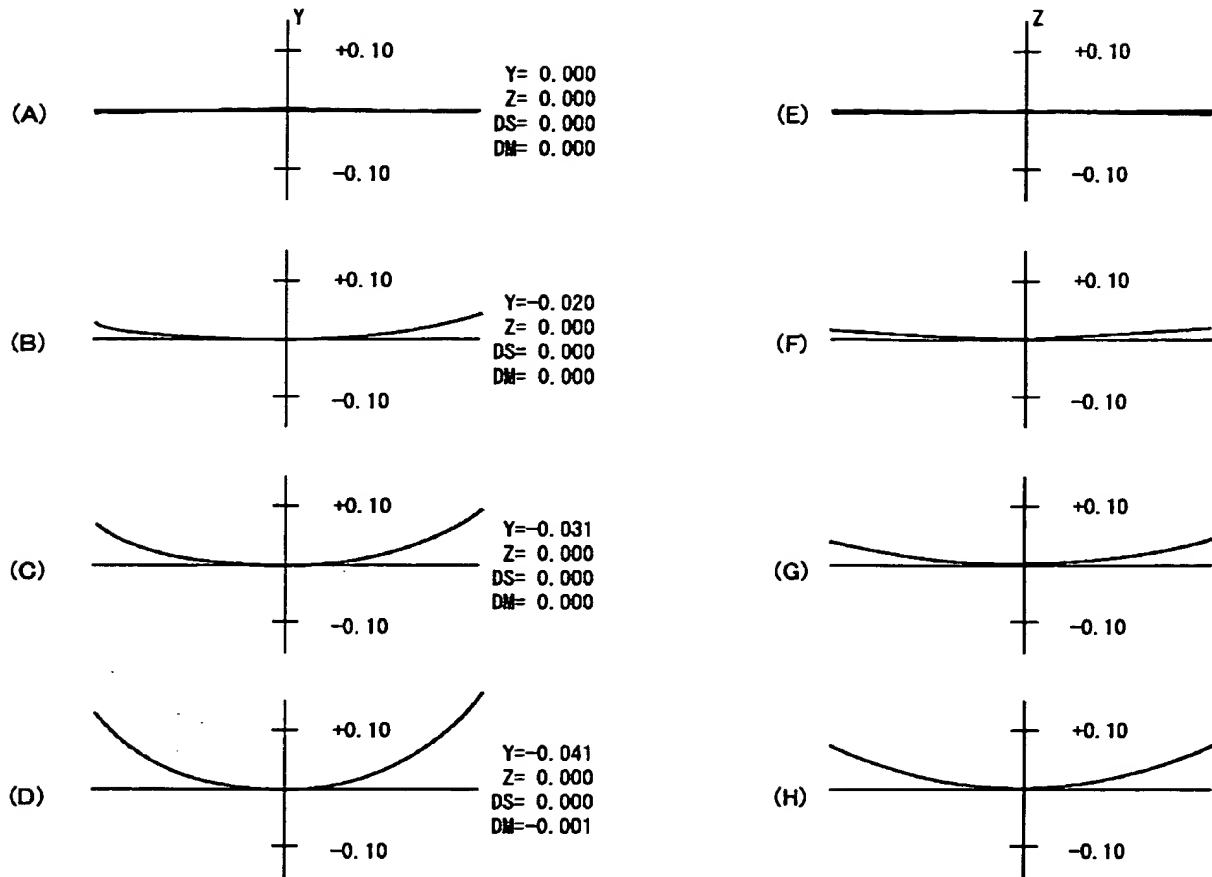 Y
+0.10
(A)
-0.10
Y= 0.000
Z= 0.000
DS= 0.000
DM= 0.000
Z
+0.10
(E)
-0.10
+0.10
(B)
-0.10
Y=-0.020
Z= 0.000
DS= 0.000
DM= 0.000
+0.10
(F)
-0.10
+0.10
(C)
-0.10
Y=-0.031
Z= 0.000
DS= 0.000
DM= 0.000
+0.10
(G)
-0.10
+0.10
(D)
-0.10
Y=-0.041
Z= 0.000
DS= 0.000
DM=-0.001
+0.10
(H)
-0.10